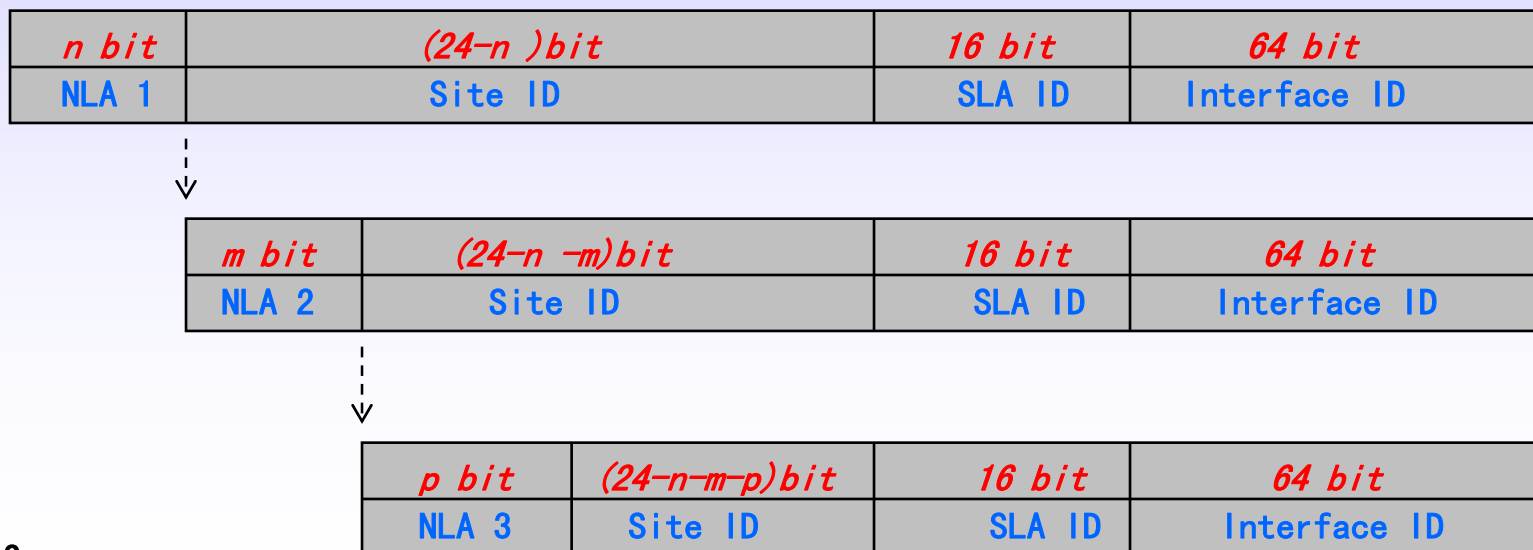 n bit (24-n )bit 16 bit 64 bit
NLA 1 Site ID SLA ID Interface ID
m bit (24-n -m)bit 16 bit 64 bit
NLA 2 Site ID SLA ID Interface ID
p bit (24-n-m-p)bit 16 bit 64 bit
NLA 3 Site ID SLA ID Interface ID